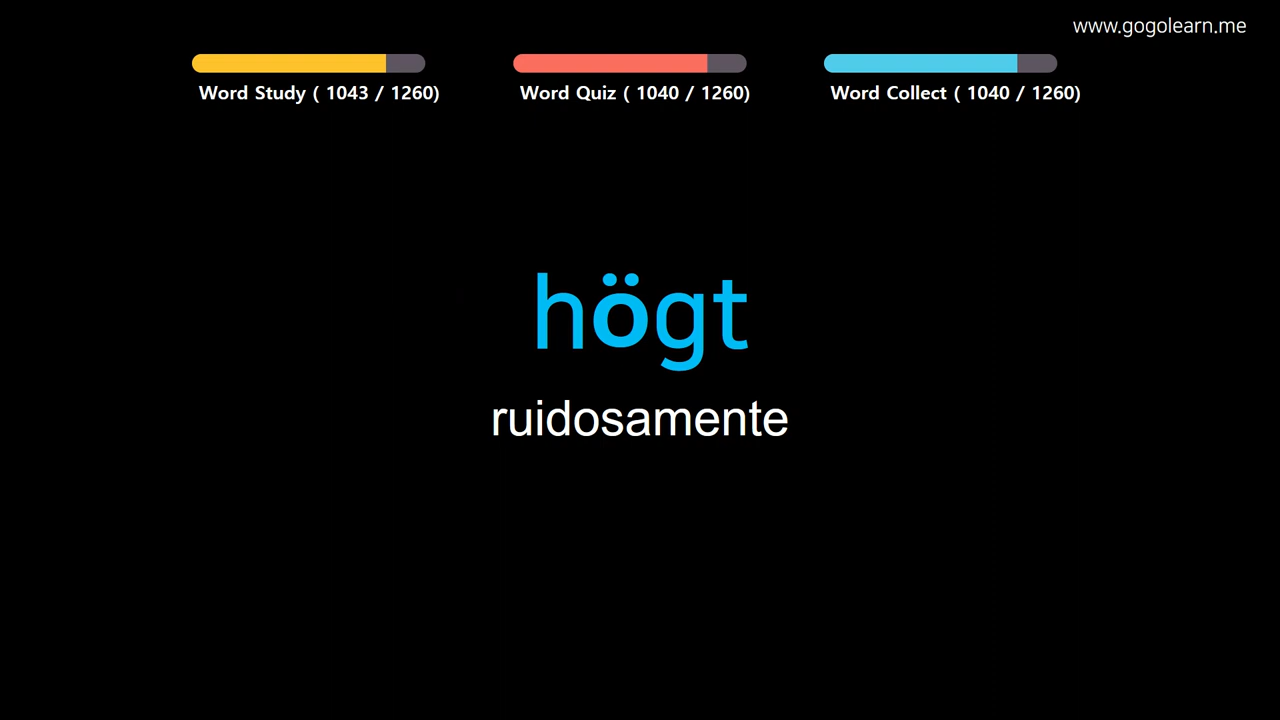 www.gogolearn.me
Word Study ( 1043 / 1260)
Word Quiz ( 1040 / 1260)
Word Collect ( 1040 / 1260)
högt
ruidosamente